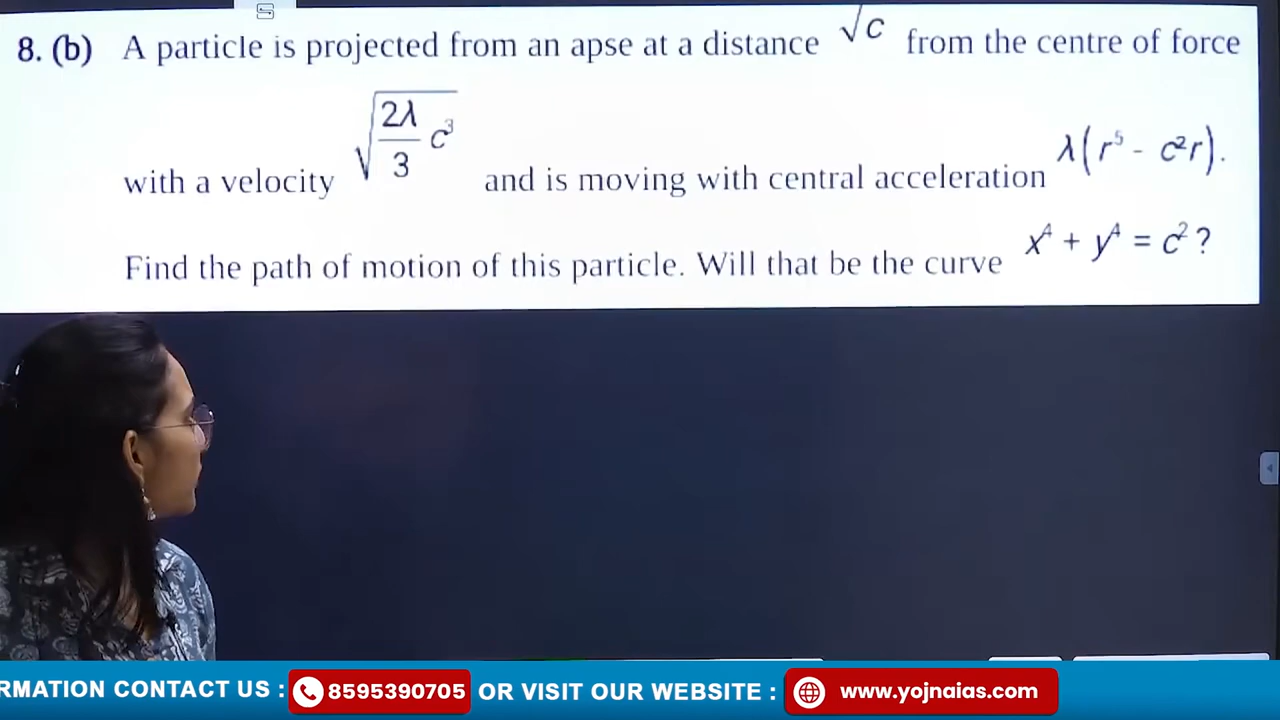 8. (b) A particle is projected from an apse at a distance √c from the centre of force
with a velocity √(2λ/3 c³) and is moving with central acceleration λ(r⁵ - c²r).
Find the path of motion of this particle. Will that be the curve x⁴ + y⁴ = c² ?
RMATION CONTACT US : 8595390705 OR VISIT OUR WEBSITE : www.yojnaias.com